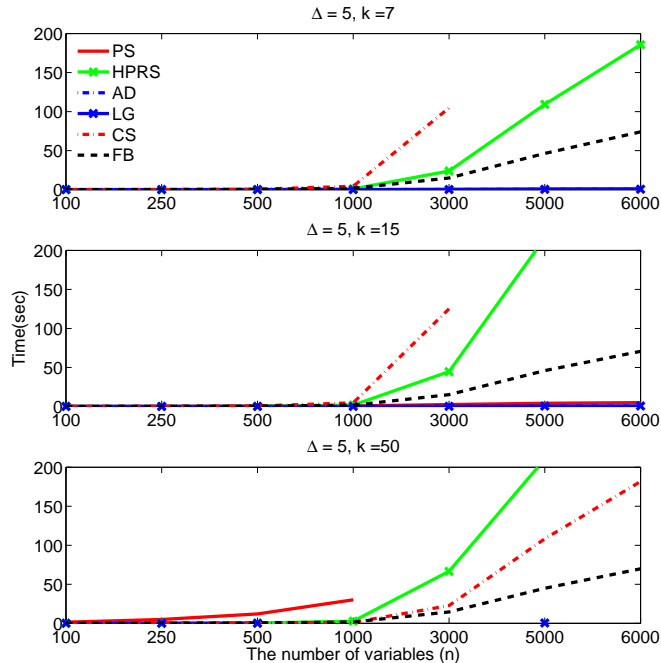 Δ = 5, k =7
200
150
100
50
0
PS
HPRS
AD
LG
CS
FB
100 250 500 1000 3000 5000 6000
Δ = 5, k =15
Time(sec)
200
150
100
50
0
100 250 500 1000 3000 5000 6000
Δ = 5, k =50
200
150
100
50
0
100 250 500 1000 3000 5000 6000
The number of variables (n)